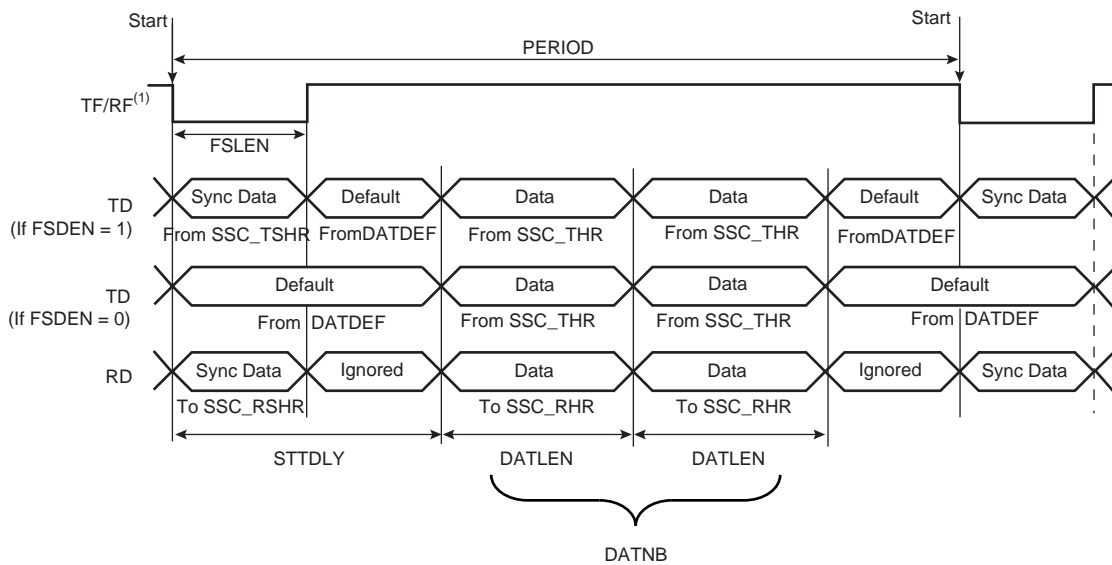 Start Start
PERIOD
TF/RF(1)
FSLEN
TD
(If FSDEN = 1)
Sync Data Default Data Data Default Sync Data
From SSC_TSHR FromDATDEF From SSC_THR From SSC_THR FromDATDEF
TD
(If FSDEN = 0)
Default Data Data Default
From DATDEF From SSC_THR From SSC_THR From DATDEF
RD
Sync Data Ignored Data Data Ignored Sync Data
To SSC_RSHR To SSC_RHR To SSC_RHR
STTDLY DATLEN DATLEN
DATNB